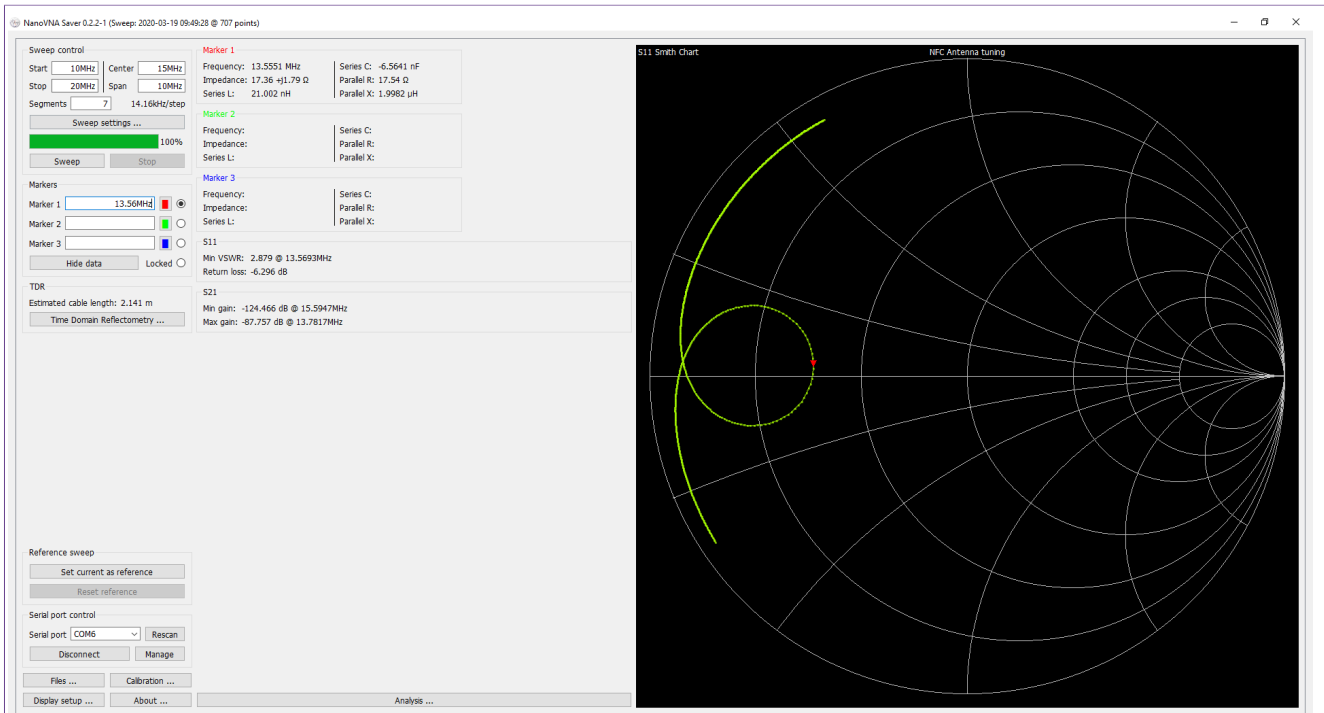 NanoVNA Saver 0.2.2-1 (Sweep: 2020-03-19 09:49:28 @ 707 points)
Sweep control
Start 10MHz Center 15MHz
Stop 20MHz Span 10MHz
Segments 7 14.16kHz/step
Sweep settings ...
100%
Sweep Stop
Markers
Marker 1 13.56MHz
Marker 2
Marker 3
Hide data Locked
TDR
Estimated cable length: 2.141 m
Time Domain Reflectometry ...
Reference sweep
Set current as reference
Reset reference
Serial port control
Serial port COM6 Rescan
Disconnect Manage
Files ... Calibration ...
Display setup ... About ...
Marker 1
Frequency: 13.5551 MHz Series C: -6.5641 nF
Impedance: 17.36 +j1.79 Ω Parallel R: 17.54 Ω
Series L: 21.002 nH Parallel X: 1.9982 µH
Marker 2
Frequency: Series C:
Impedance: Parallel R:
Series L: Parallel X:
Marker 3
Frequency: Series C:
Impedance: Parallel R:
Series L: Parallel X:
S11
Min VSWR: 2.879 @ 13.5693MHz
Return loss: -6.296 dB
S21
Min gain: -124.466 dB @ 15.5947MHz
Max gain: -87.757 dB @ 13.7817MHz
Analysis ...
S11 Smith Chart NFC Antenna tuning